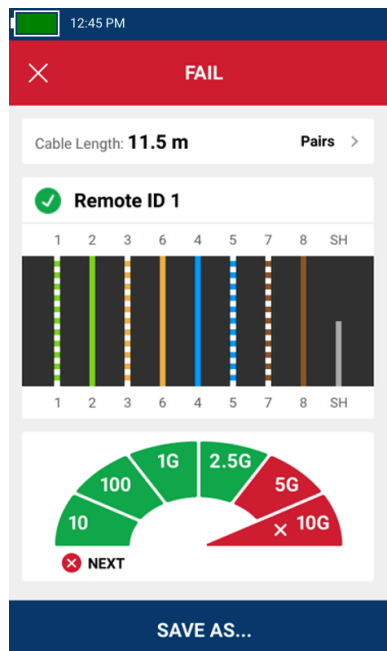 12:45 PM
FAIL
Cable Length: 11.5 m Pairs >
Remote ID 1
1 2 3 6 4 5 7 8 SH
1 2 3 6 4 5 7 8 SH
10 100 1G 2.5G 5G 10G
NEXT
SAVE AS...